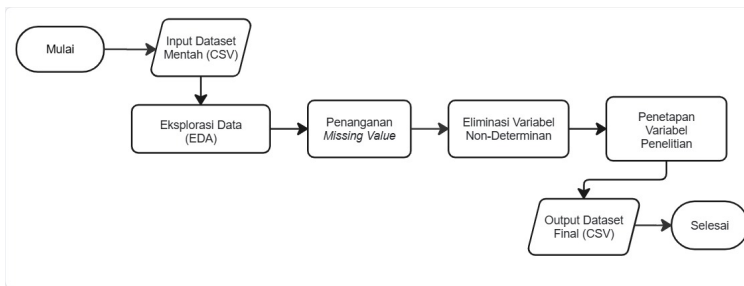 Mulai
Input Dataset
Mentah (CSV)
Eksplorasi Data
(EDA)
Penanganan
Missing Value
Eliminasi Variabel
Non-Determinan
Penetapan
Variabel
Penelitian
Output Dataset
Final (CSV)
Selesai